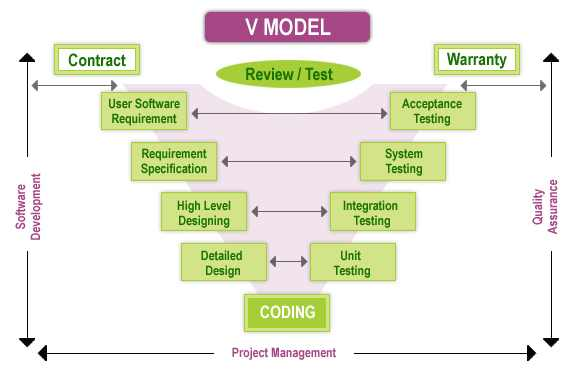 V MODEL
Contract
Warranty
Review / Test
User Software
Requirement
Acceptance
Testing
Requirement
Specification
System
Testing
High Level
Designing
Integration
Testing
Detailed
Design
Unit
Testing
CODING
Software
Development
Quality
Assurance
Project Management